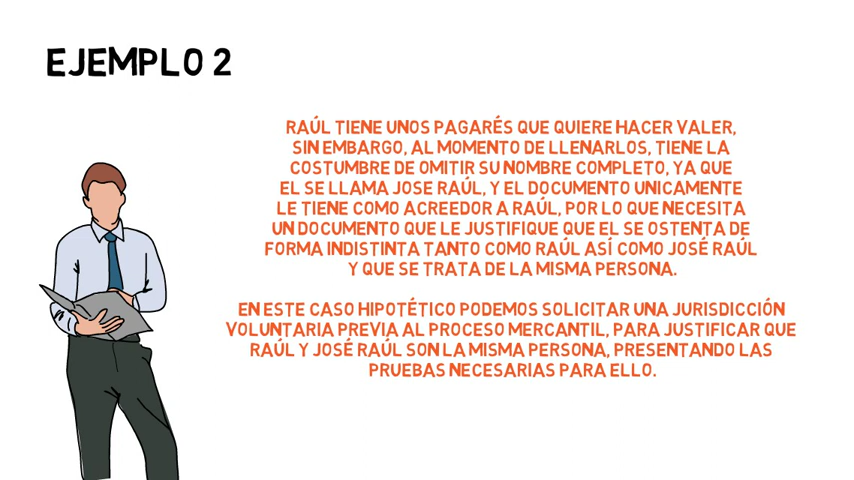 EJEMPLO 2
RAÚL TIENE UNOS PAGARÉS QUE QUIERE HACER VALER,
SIN EMBARGO, AL MOMENTO DE LLENARLOS, TIENE LA
COSTUMBRE DE OMITIR SU NOMBRE COMPLETO, YA QUE
EL SE LLAMA JOSE RAÚL, Y EL DOCUMENTO UNICAMENTE
LE TIENE COMO ACREEDOR A RAÚL, POR LO QUE NECESITA
UN DOCUMENTO QUE LE JUSTIFIQUE QUE EL SE OSTENTA DE
FORMA INDISTINTA TANTO COMO RAÚL ASÍ COMO JOSÉ RAÚL
Y QUE SE TRATA DE LA MISMA PERSONA.
EN ESTE CASO HIPOTÉTICO PODEMOS SOLICITAR UNA JURISDICCIÓN
VOLUNTARIA PREVIA AL PROCESO MERCANTIL, PARA JUSTIFICAR QUE
RAÚL Y JOSÉ RAÚL SON LA MISMA PERSONA, PRESENTANDO LAS
PRUEBAS NECESARIAS PARA ELLO.